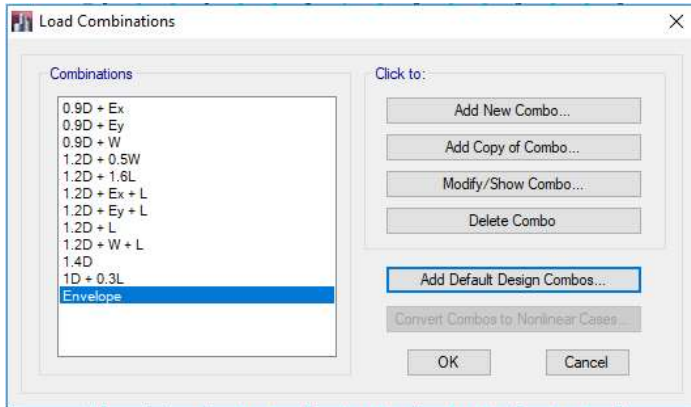 Load Combinations
Combinations
0.9D + Ex
0.9D + Ey
0.9D + W
1.2D + 0.5W
1.2D + 1.6L
1.2D + Ex + L
1.2D + Ey + L
1.2D + L
1.2D + W + L
1.4D
1D + 0.3L
Envelope
Click to:
Add New Combo...
Add Copy of Combo...
Modify/Show Combo...
Delete Combo
Add Default Design Combos...
Convert Combos to Nonlinear Cases...
OK
Cancel